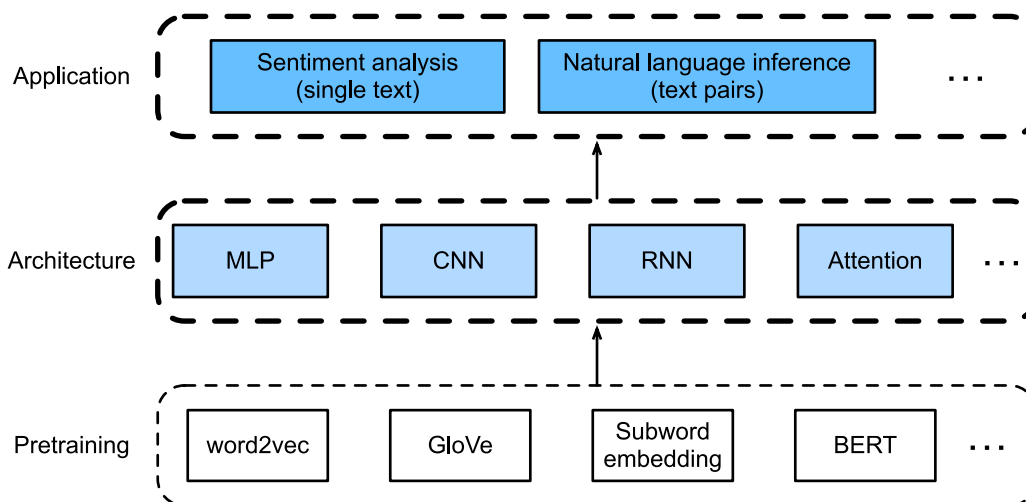 Application
Sentiment analysis
(single text)
Natural language inference
(text pairs)
...
Architecture
MLP
CNN
RNN
Attention
...
Pretraining
word2vec
GloVe
Subword
embedding
BERT
...